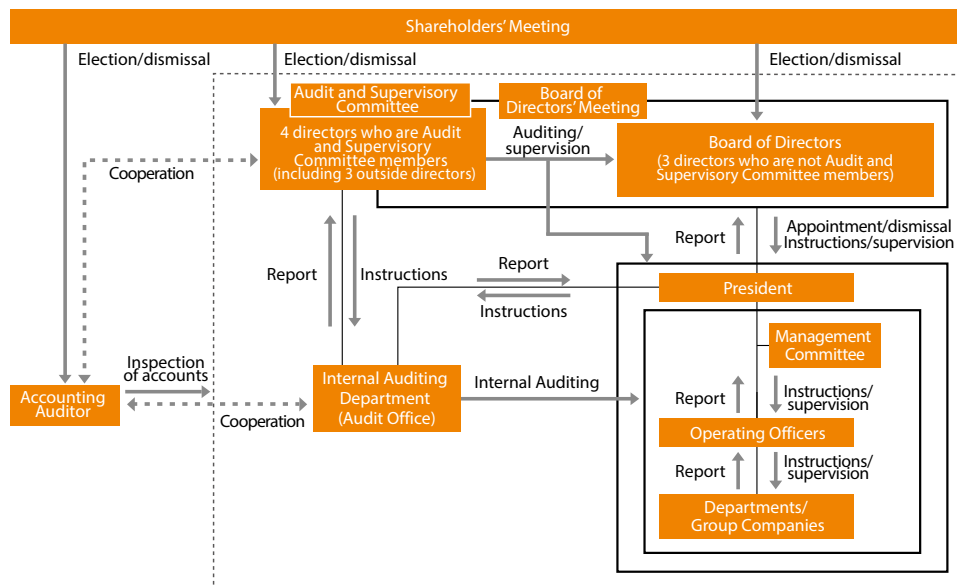 Shareholders' Meeting
Election/dismissal
Election/dismissal
Election/dismissal
Audit and Supervisory
Committee
Board of
Directors' Meeting
4 directors who are Audit
and Supervisory
Committee members
(including 3 outside directors)
Auditing/
supervision
Board of Directors
(3 directors who are not Audit and
Supervisory Committee members)
Cooperation
Report
Appointment/dismissal
Instructions/supervision
Report
Instructions
Report
Instructions
President
Management
Committee
Inspection
of accounts
Accounting
Auditor
Internal Auditing
Department
(Audit Office)
Internal Auditing
Cooperation
Report
Instructions/
supervision
Operating Officers
Report
Instructions/
supervision
Departments/
Group Companies